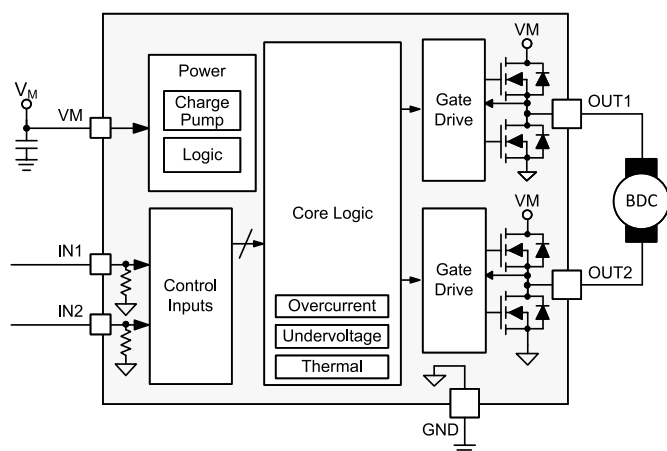 VM
Power
Charge
Pump
Logic
VM
Gate
Drive
OUT1
VM
IN1
IN2
Control
Inputs
Core Logic
Overcurrent
Undervoltage
Thermal
VM
Gate
Drive
OUT2
BDC
GND